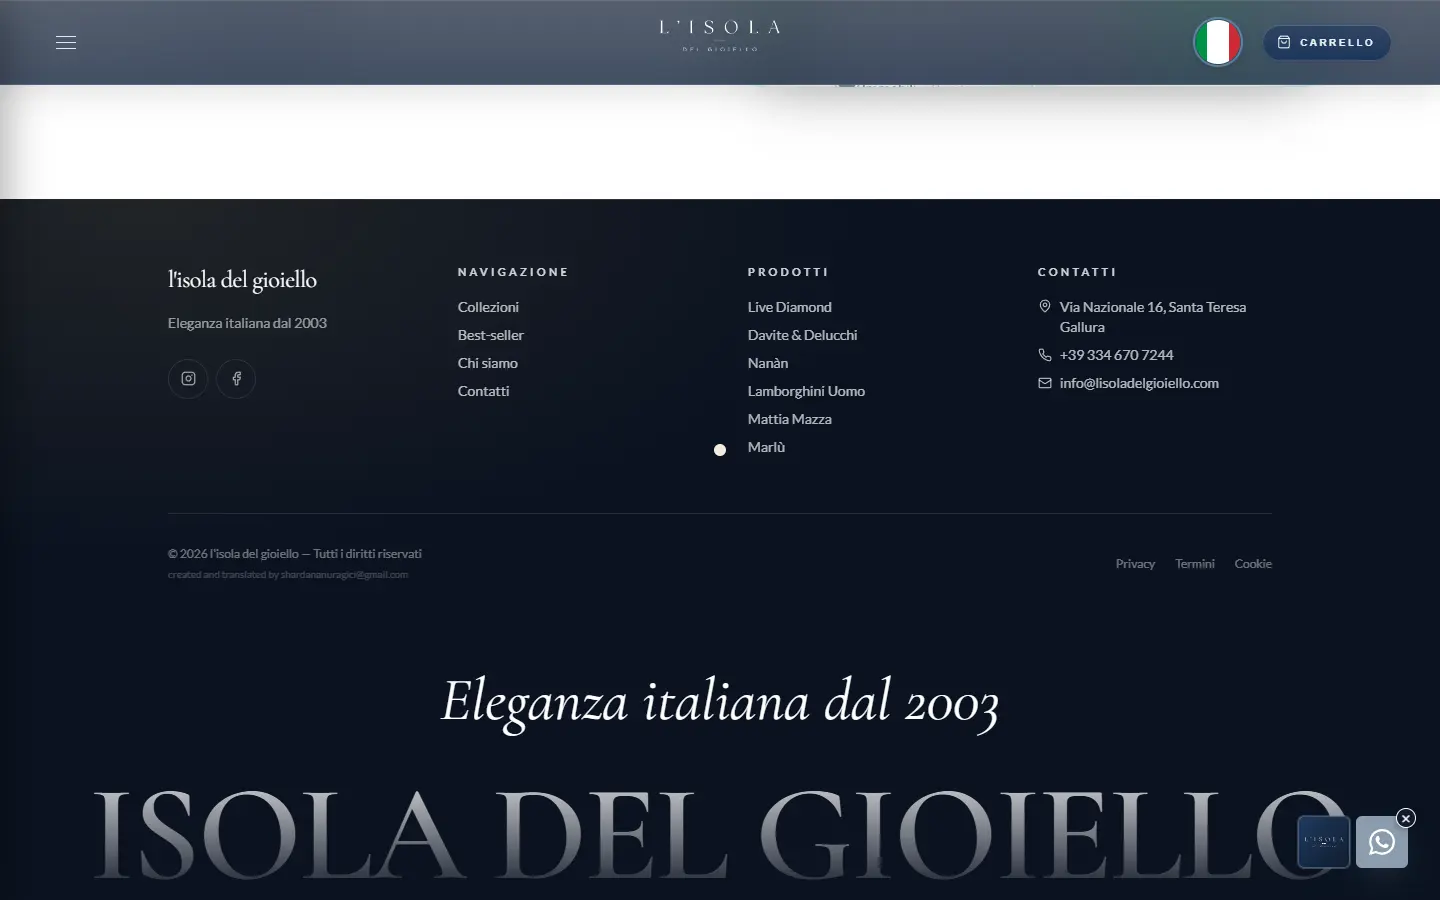 L'ISOLA
DEL GIOIELLO
CARRELLO
l'isola del gioiello
Eleganza italiana dal 2003
NAVIGAZIONE
Collezioni
Best-seller
Chi siamo
Contatti
PRODOTTI
Live Diamond
Davite & Delucchi
Nanàn
Lamborghini Uomo
Mattia Mazza
Marlù
CONTATTI
Via Nazionale 16, Santa Teresa
Gallura
+39 334 670 7244
info@lisoladelgioiello.com
© 2026 l'isola del gioiello — Tutti i diritti riservati
created and translated by shardananuragici@gmail.com
Privacy
Termini
Cookie
Eleganza italiana dal 2003
ISOLA DEL GIOIELLO
L'ISOLA